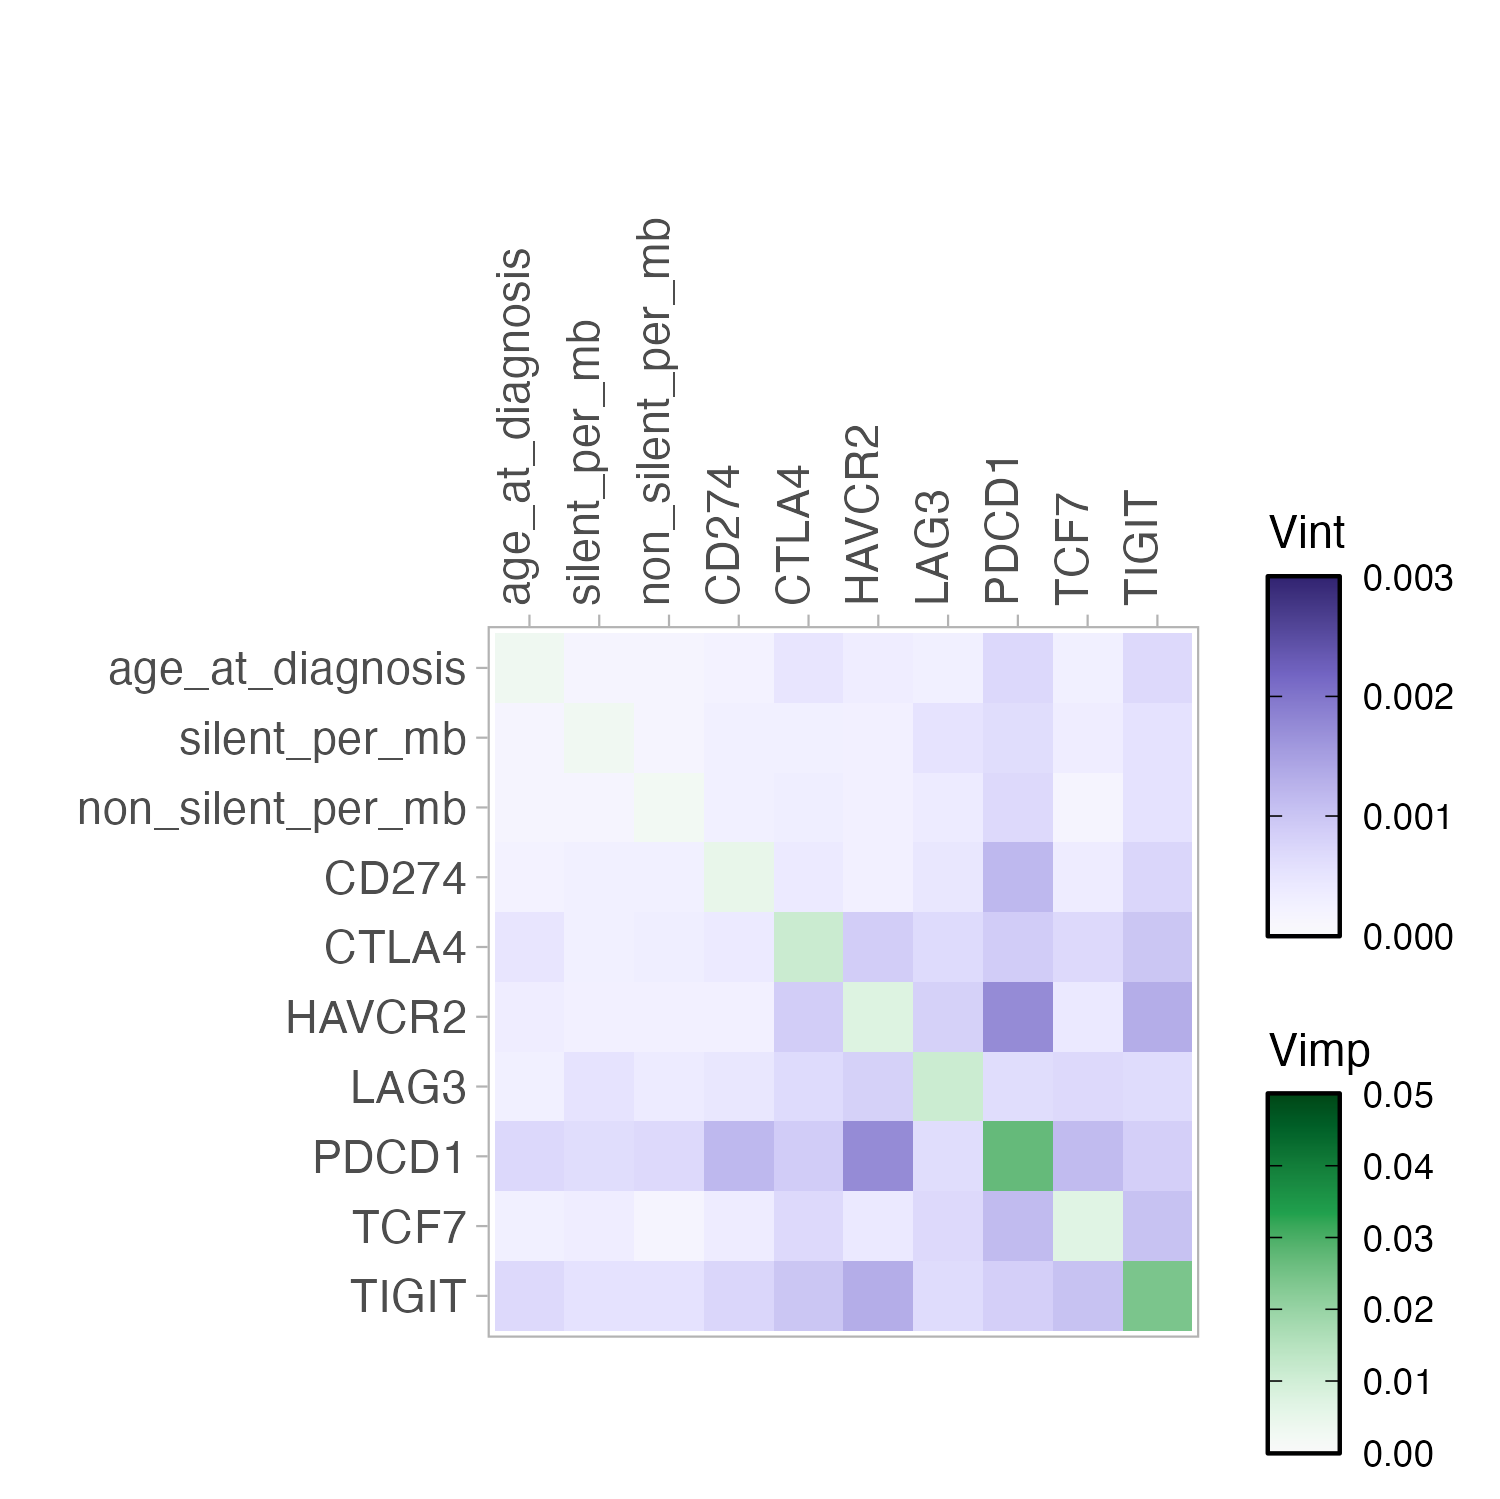 age_at_diagnosis
silent_per_mb
non_silent_per_mb
CD274
CTLA4
HAVCR2
LAG3
PDCD1
TCF7
TIGIT
age_at_diagnosis
silent_per_mb
non_silent_per_mb
CD274
CTLA4
HAVCR2
LAG3
PDCD1
TCF7
TIGIT
Vint
0.003
0.002
0.001
0.000
Vimp
0.05
0.04
0.03
0.02
0.01
0.00